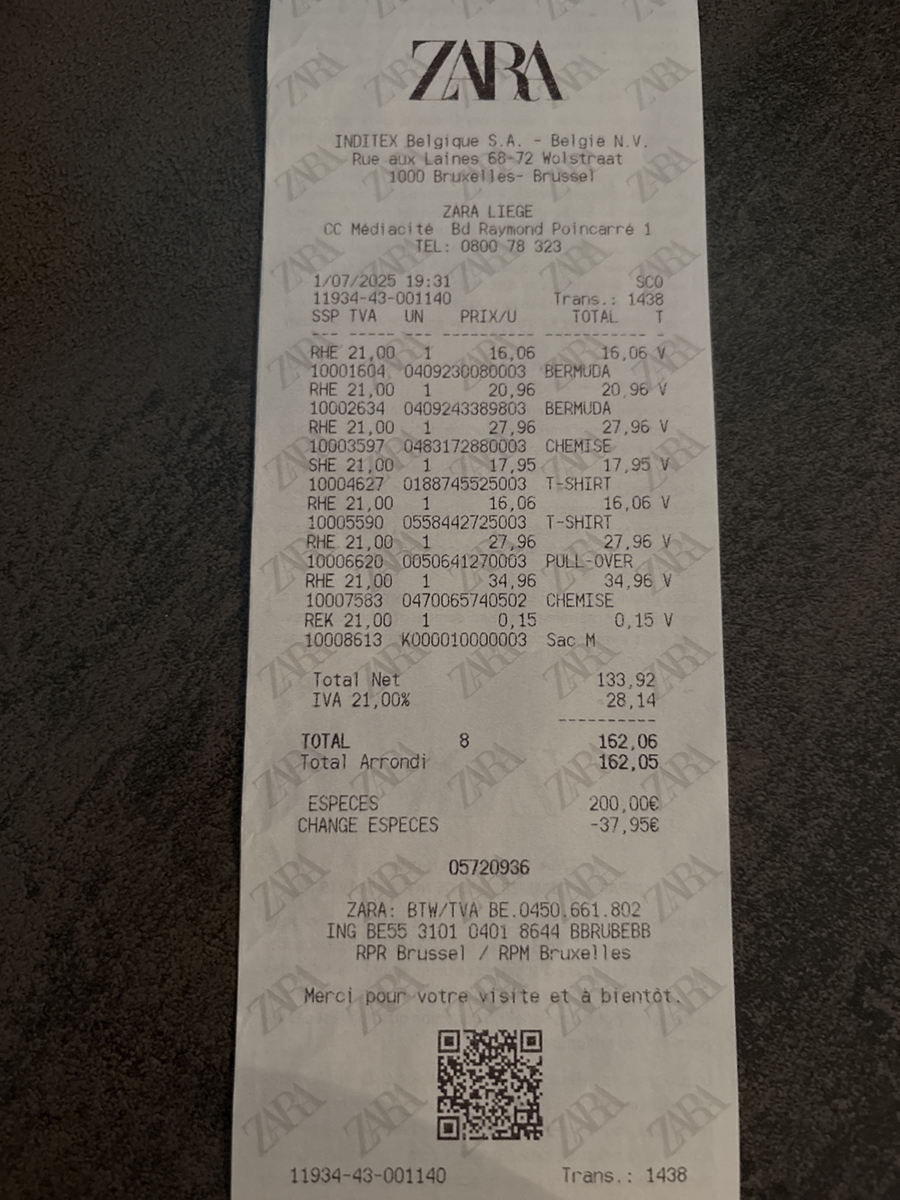 ZARA
INDITEX Belgique S.A. - Belgie N.V.
Rue aux Laines 68-72 Wolstraat
1000 Bruxelles- Brussel
ZARA LIEGE
CC Médiacité Bd Raymond Poincarré 1
TEL: 0800 78 323
1/07/2025 19:31 SCO
11934-43-001140 Trans.: 1438
SSP TVA UN PRIX/U TOTAL T
--- ---- --- --------- ---------- -
RHE 21,00 1 16,06 16,06 V
10001604 0409230080003 BERMUDA
RHE 21,00 1 20,96 20,96 V
10002634 0409243389803 BERMUDA
RHE 21,00 1 27,96 27,96 V
10003597 0483172880003 CHEMISE
SHE 21,00 1 17,95 17,95 V
10004627 0188745525003 T-SHIRT
RHE 21,00 1 16,06 16,06 V
10005590 0558442725003 T-SHIRT
RHE 21,00 1 27,96 27,96 V
10006620 0050641270003 PULL-OVER
RHE 21,00 1 34,96 34,96 V
10007583 0470065740502 CHEMISE
REK 21,00 1 0,15 0,15 V
10008613 K000010000003 Sac M
Total Net 133,92
IVA 21,00% 28,14
----------
TOTAL 8 162,06
Total Arrondi 162,05
ESPECES 200,00€
CHANGE ESPECES -37,95€
05720936
ZARA: BTW/TVA BE.0450.661.802
ING BE55 3101 0401 8644 BBRUBEBB
RPR Brussel / RPM Bruxelles
Merci pour votre visite et à bientôt.
11934-43-001140 Trans.: 1438